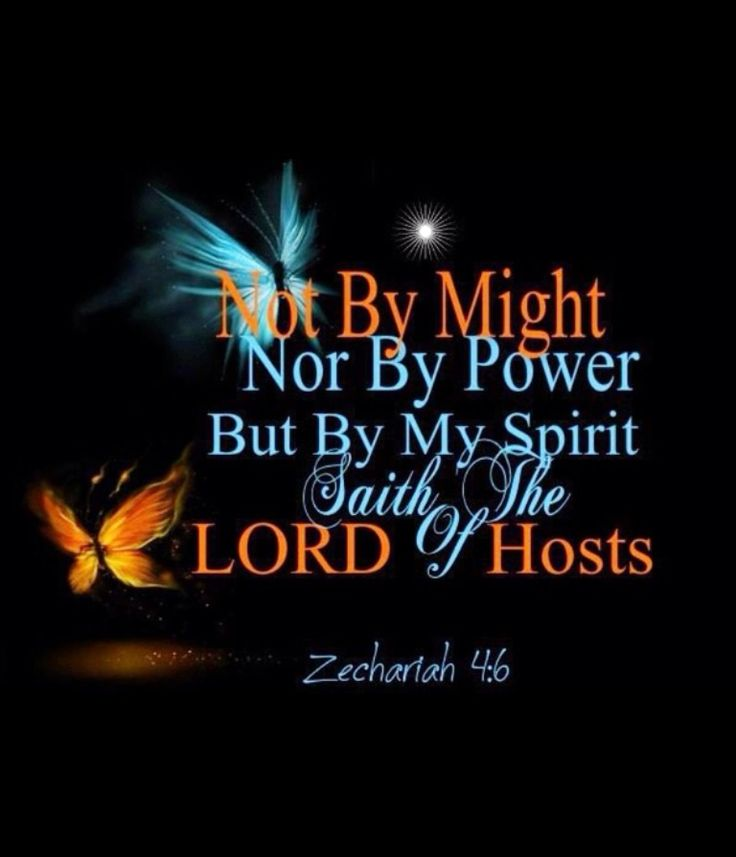 Not By Might
Nor By Power
But By My Spirit
Saith The
LORD Of Hosts
Zechariah 4:6